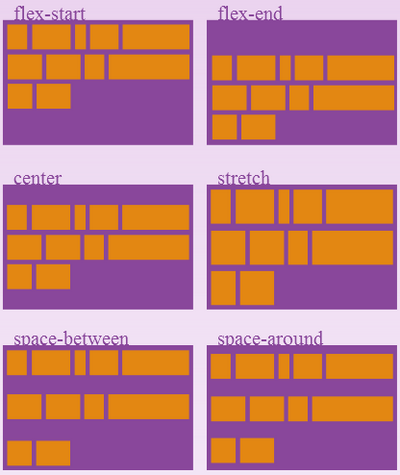 flex-start
flex-end
center
stretch
space-between
space-around